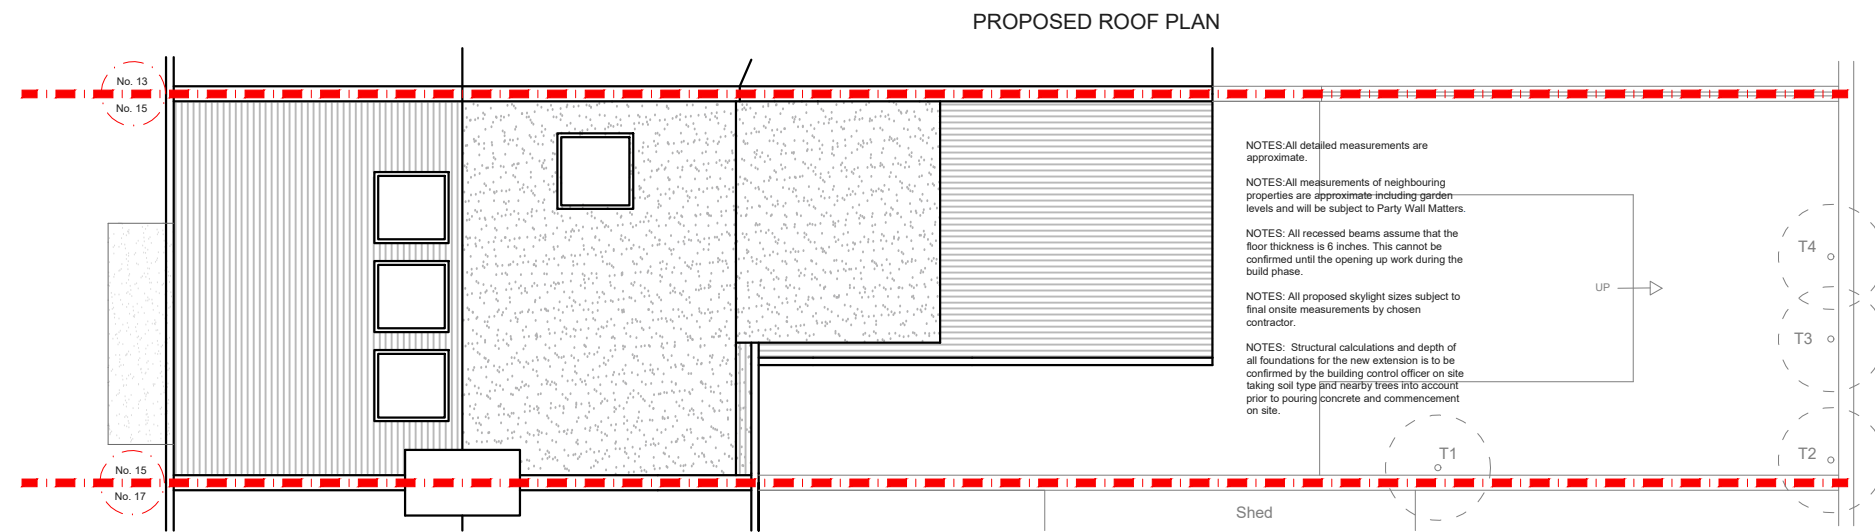 PROPOSED ROOF PLAN
No. 13
No. 15
NOTES:All detailed measurements are
approximate.
NOTES:All measurements of neighbouring
properties are approximate including garden
levels and will be subject to Party Wall Matters.
NOTES: All recessed beams assume that the
floor thickness is 6 inches. This cannot be
confirmed until the opening up work during the
build phase.
NOTES: All proposed skylight sizes subject to
final onsite measurements by chosen
contractor.
NOTES: Structural calculations and depth of
all foundations for the new extension is to be
confirmed by the building control officer on site
taking soil type and nearby trees into account
prior to pouring concrete and commencement
on site.
UP
T4
T3
T1
T2
No. 15
No. 17
Shed